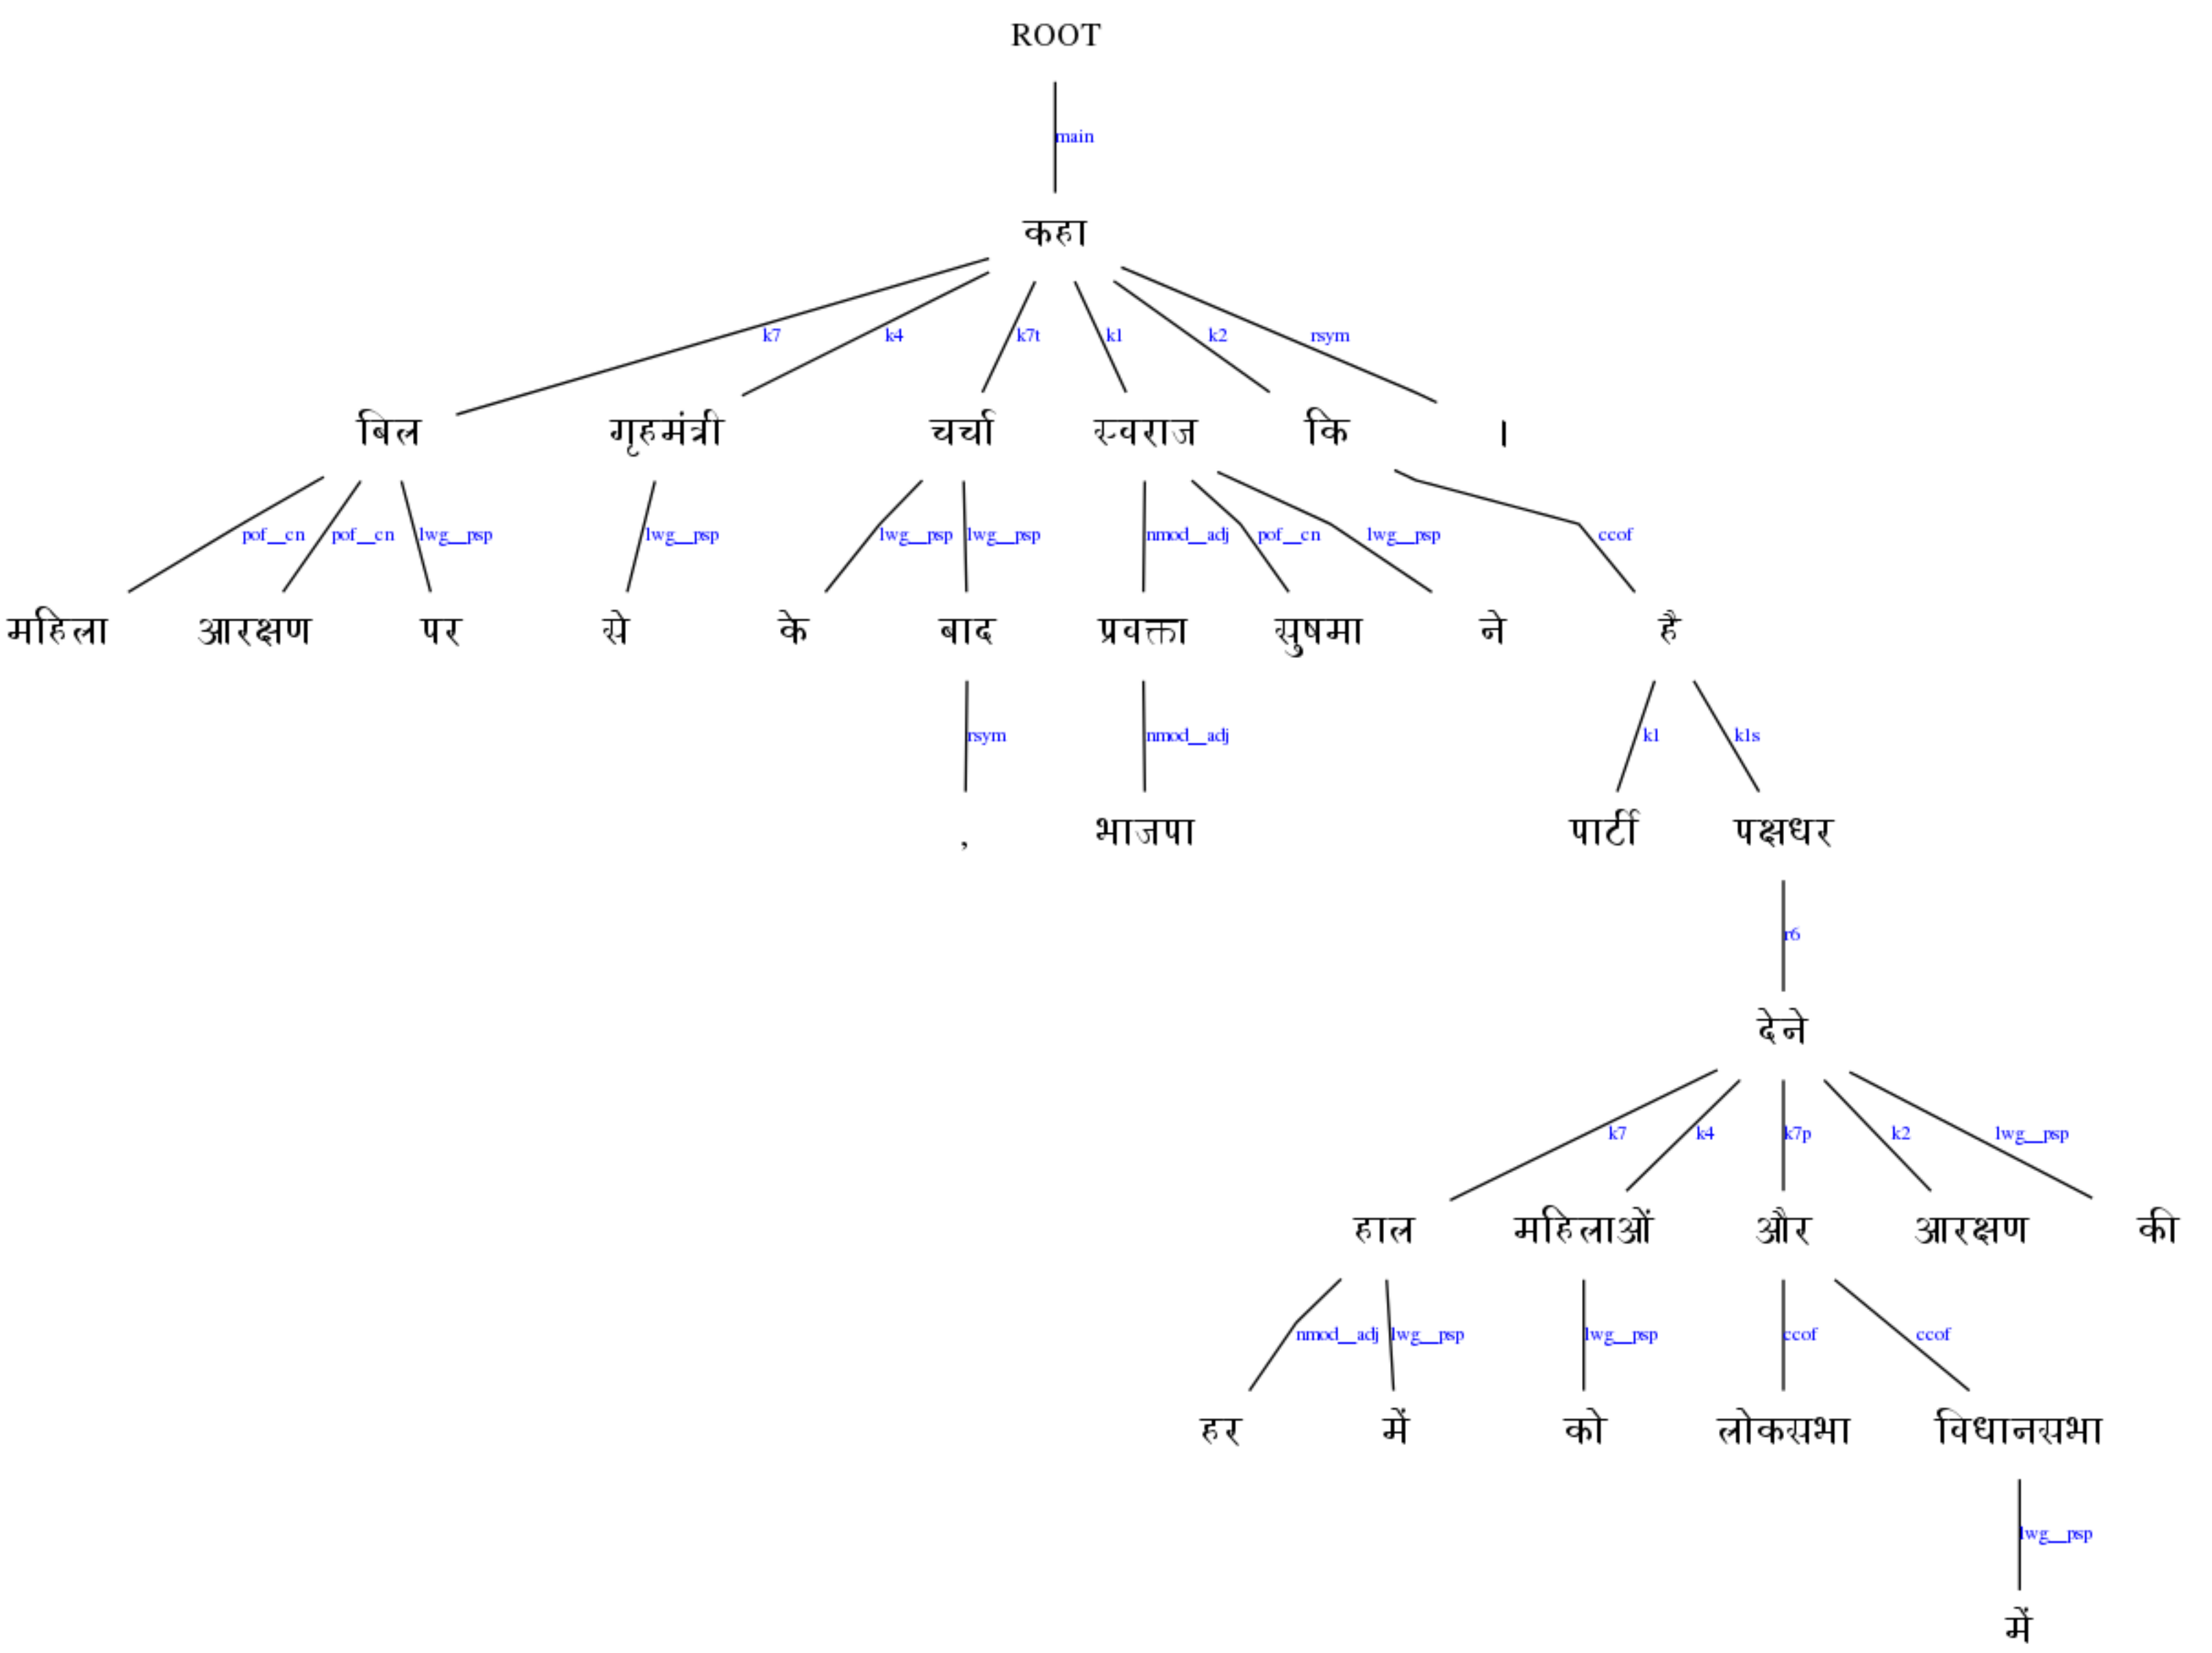 ROOT
main
कहा
k7 k4 k7t k1 k2 rsym
बिल गृहमंत्री चर्चा स्वराज कि ।
pof__cn pof__cn lwg__psp lwg__psp lwg__psp lwg__psp nmod__adj pof__cn lwg__psp ccof
महिला आरक्षण पर से के बाद प्रवक्ता सुषमा ने है
rsym nmod__adj k1 k1s
, भाजपा पार्टी पक्षधर
r6
देने
k7 k4 k7p k2 lwg__psp
हाल महिलाओं और आरक्षण की
nmod__adj lwg__psp lwg__psp ccof ccof
हर में को लोकसभा विधानसभा
lwg__psp
में